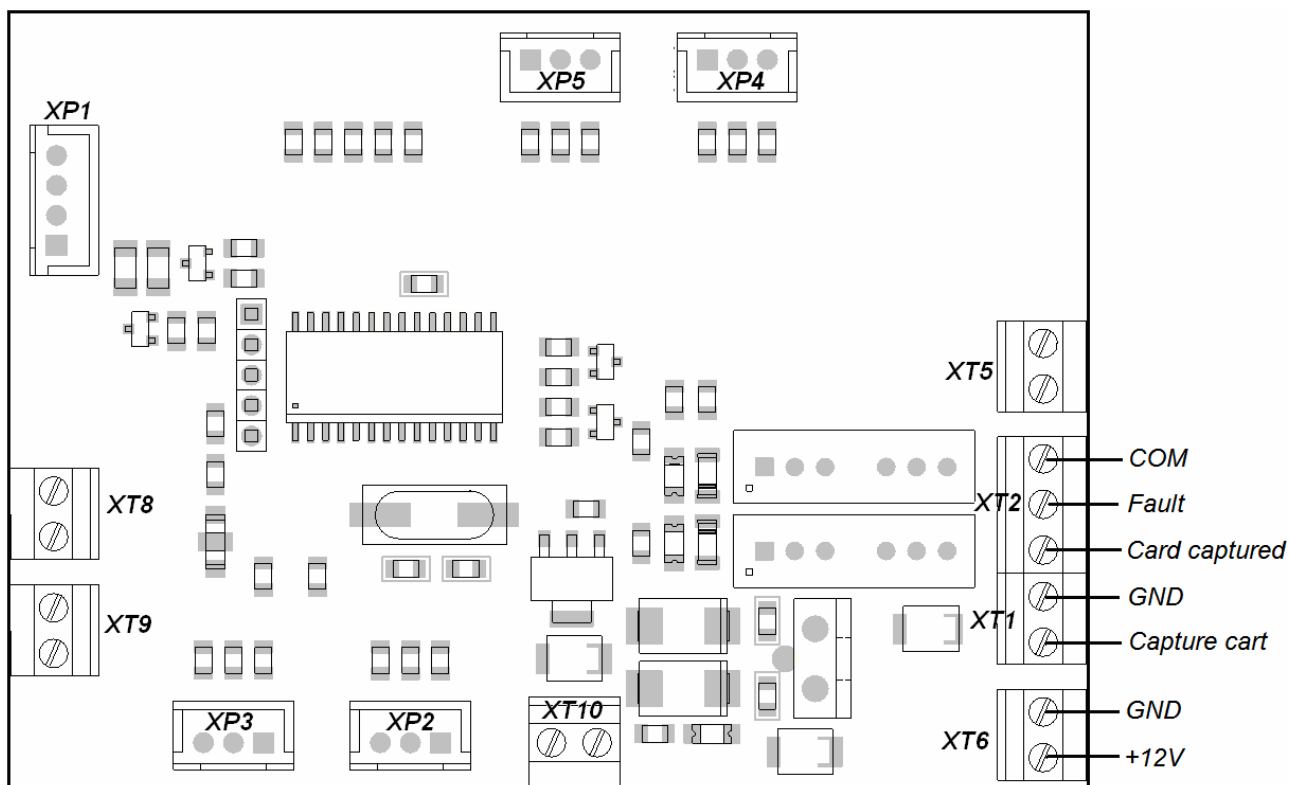 XP5
XP4
XP1
XT5
COM
XT2
Fault
XT8
Card captured
GND
XT9
XT1
Capture cart
XP3
XP2
XT10
GND
XT6
+12V